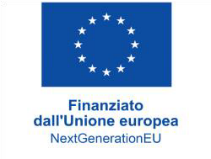 Finanziato
dall'Unione europea
NextGenerationEU